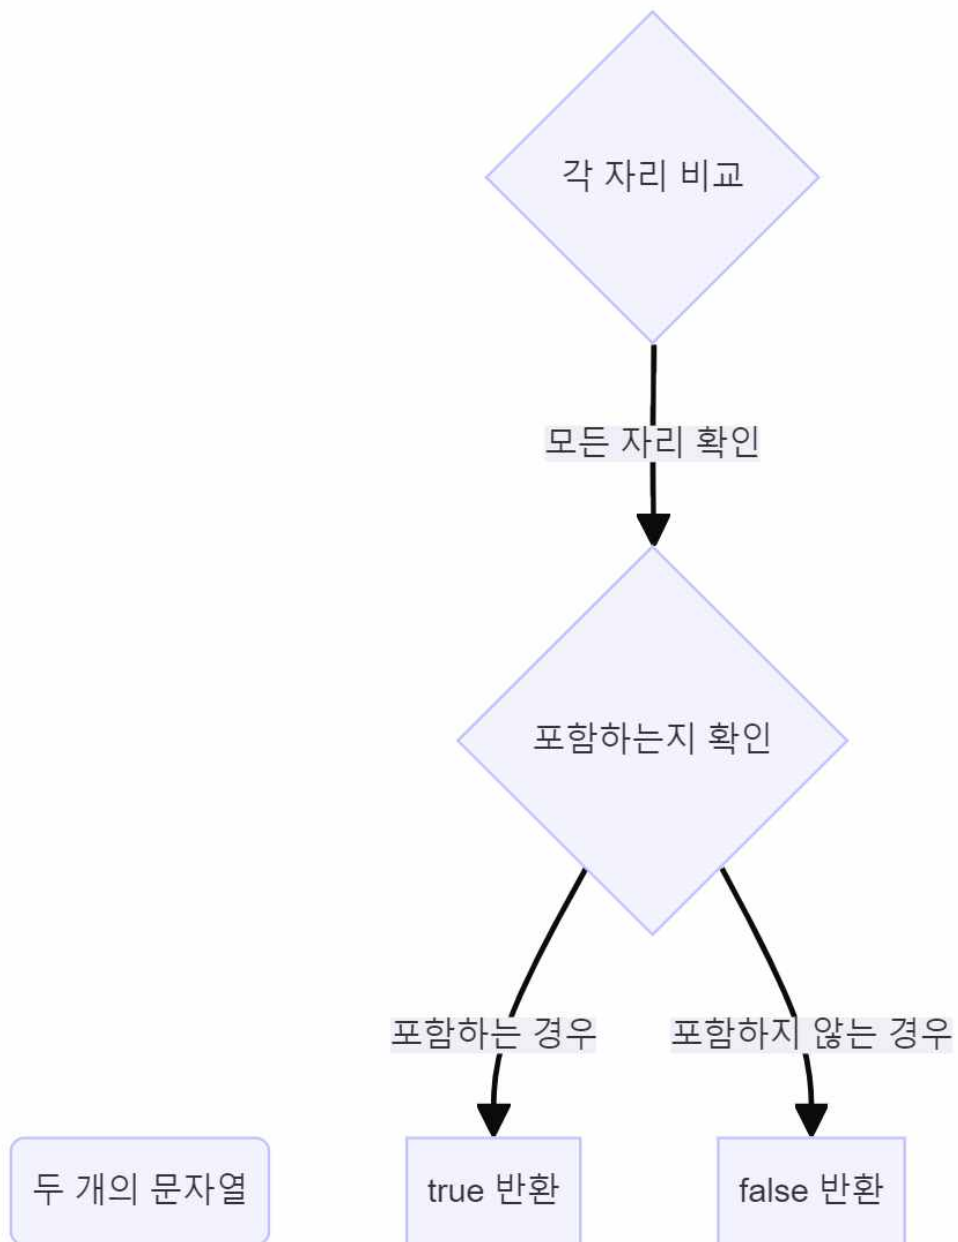 각 자리 비교
모든 자리 확인
포함하는지 확인
포함하는 경우
포함하지 않는 경우
두 개의 문자열
true 반환
false 반환